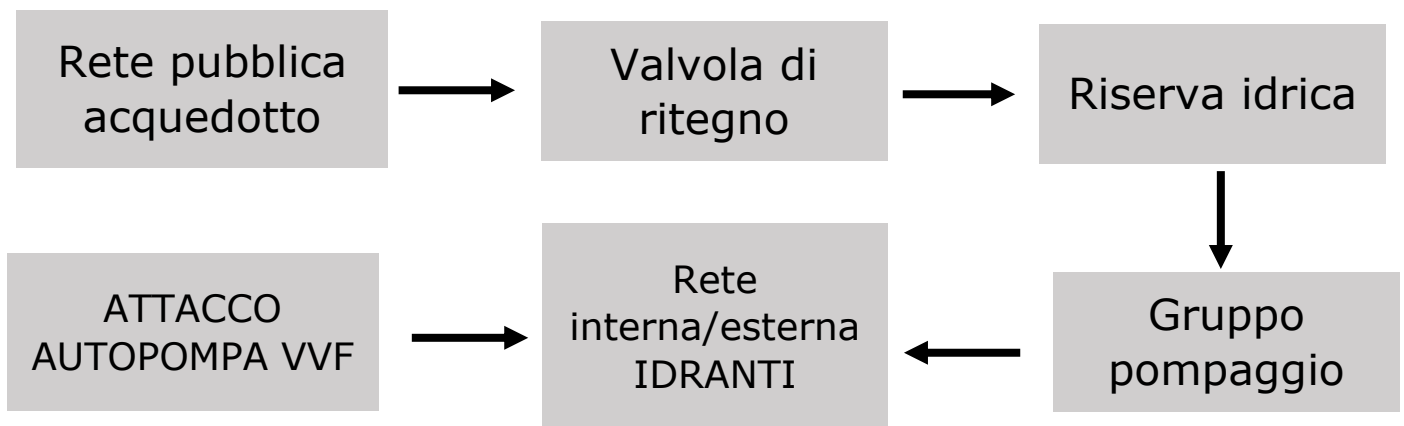 Rete pubblica
acquedotto
Valvola di
ritegno
Riserva idrica
ATTACCO
AUTOPOMPA VVF
Rete
interna/esterna
IDRANTI
Gruppo
pompaggio